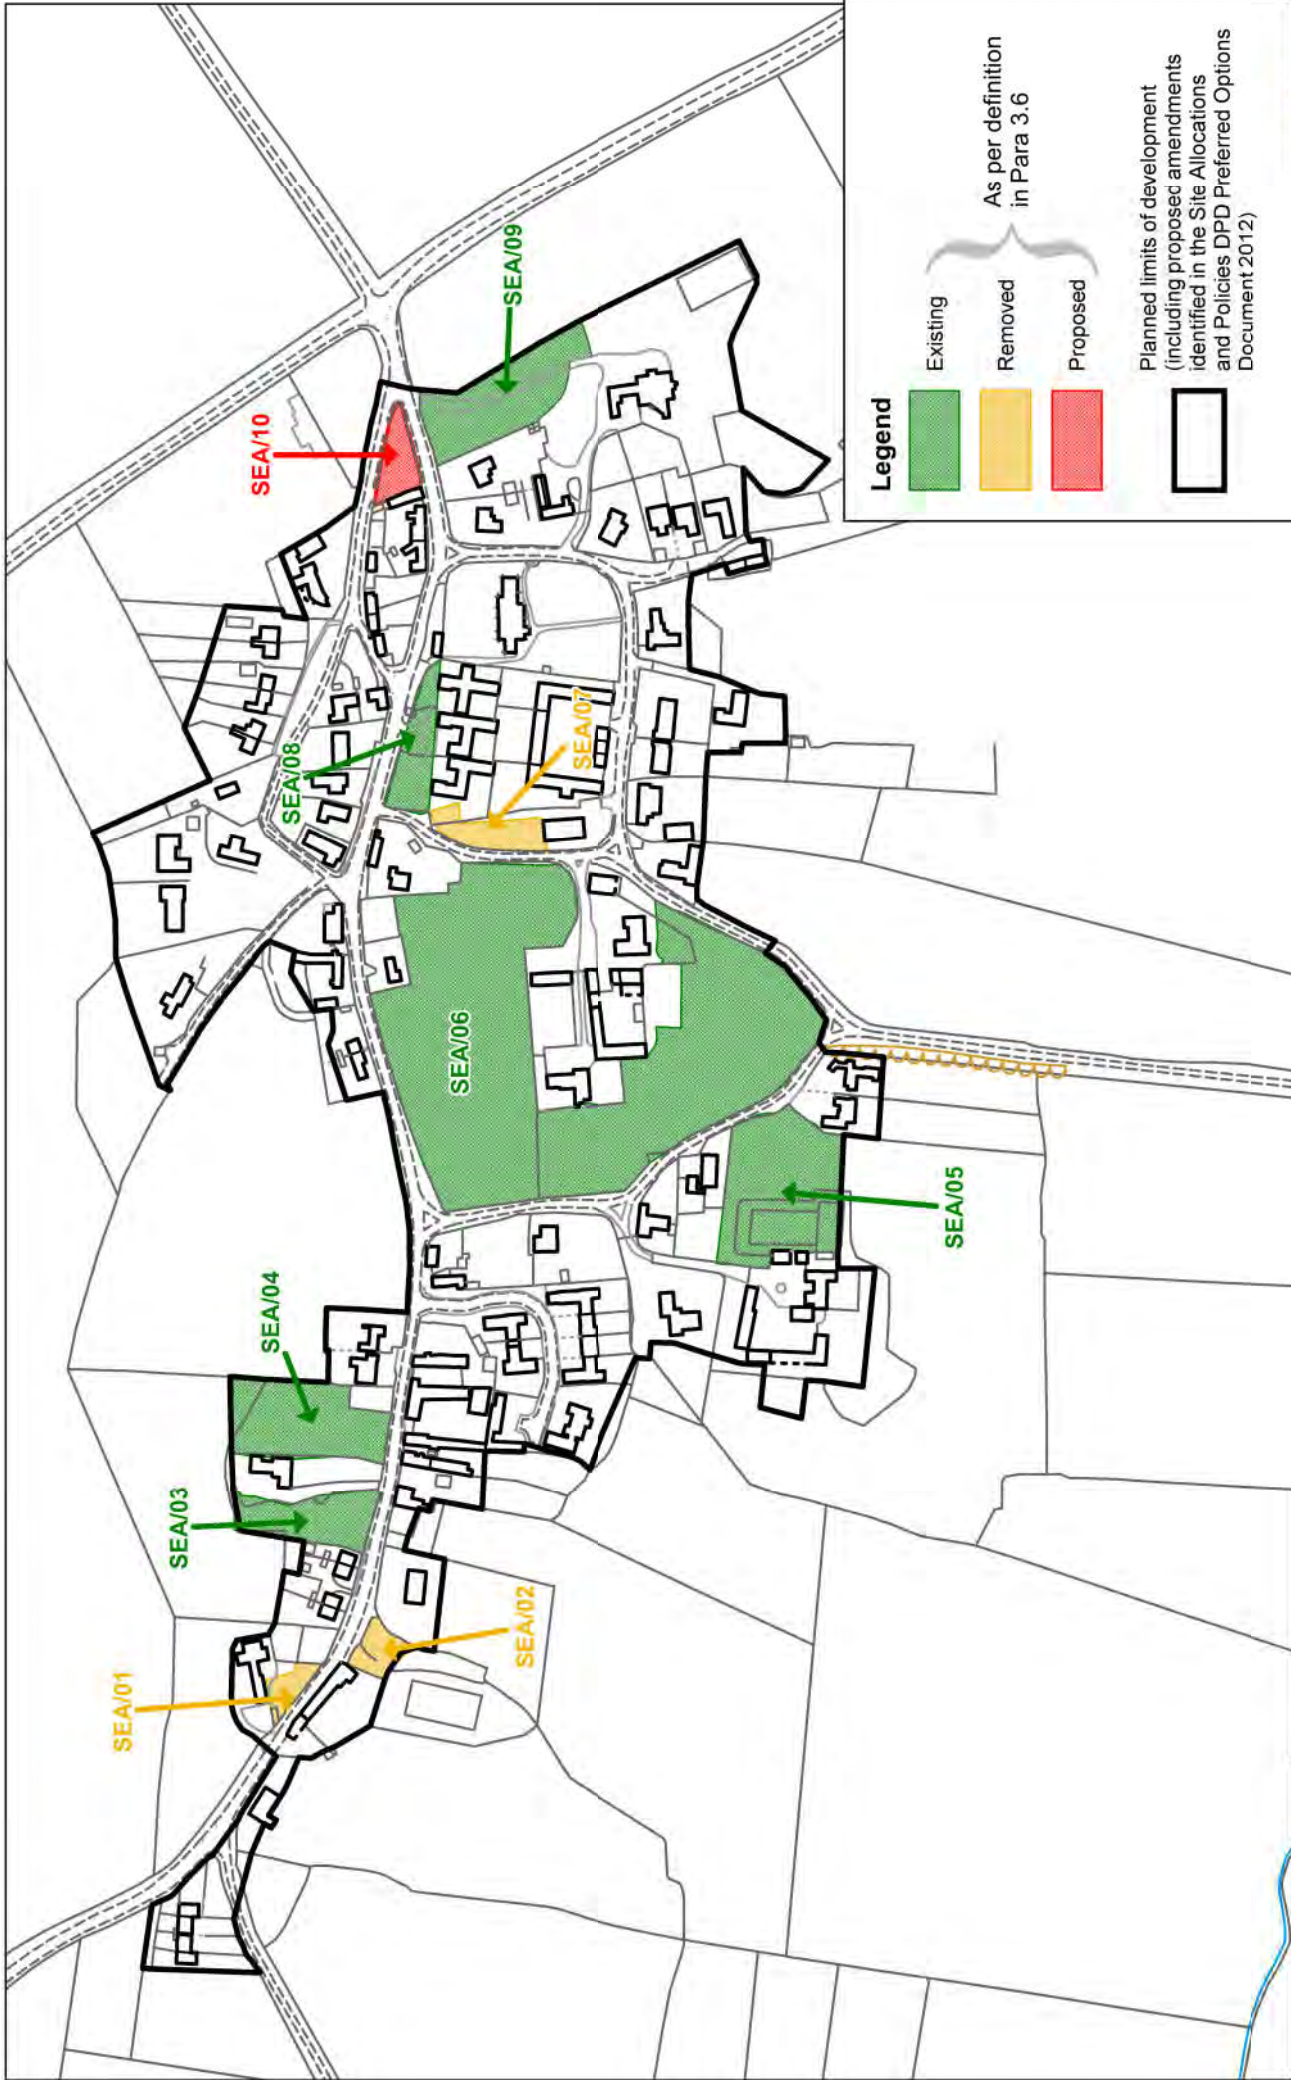 SEA/01
SEA/02
SEA/03
SEA/04
SEA/05
SEA/06
SEA/07
SEA/08
SEA/09
SEA/10
Legend
Existing
Removed
Proposed
As per definition
in Para 3.6
Planned limits of development
(including proposed amendments
identified in the Site Allocations
and Policies DPD Preferred Options
Document 2012)